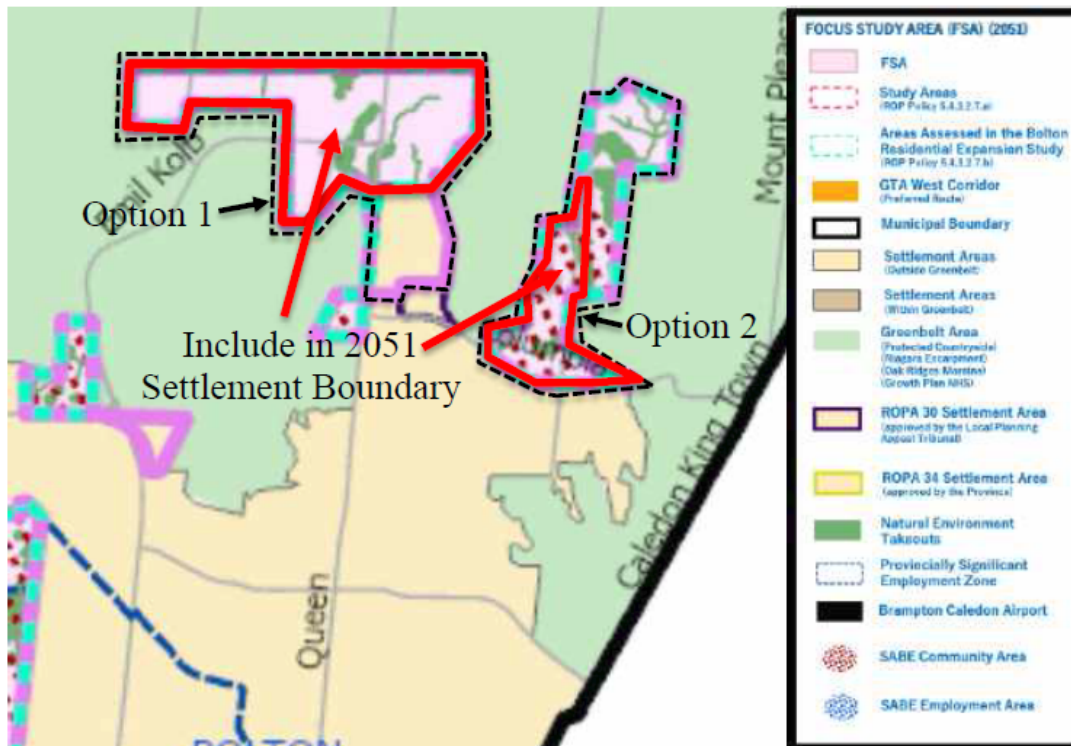 Mount Pleas
Emil Kolb
Option 1
Include in 2051
Settlement Boundary
Columbia
Option 2
Caledon King Town
Queen
BOLTON
FOCUS STUDY AREA (FSA) (2051)
FSA
Study Areas
(ROP Policy 5.4.3.2.7.a)
Areas Assessed in the Bolton
Residential Expansion Study
(ROP Policy 5.4.3.2.7.b)
GTA West Corridor
(Preferred Route)
Municipal Boundary
Settlement Areas
(Outside Greenbelt)
Settlement Areas
(Within Greenbelt)
Greenbelt Area
(Protected Countryside)
(Niagara Escarpment)
(Oak Ridges Moraine)
(Growth Plan NHS)
ROPA 30 Settlement Area
(approved by the Local Planning
Appeal Tribunal)
ROPA 34 Settlement Area
(approved by the Province)
Natural Environment
Takeouts
Provincially Significant
Employment Zone
Brampton Caledon Airport
SABE Community Area
SABE Employment Area